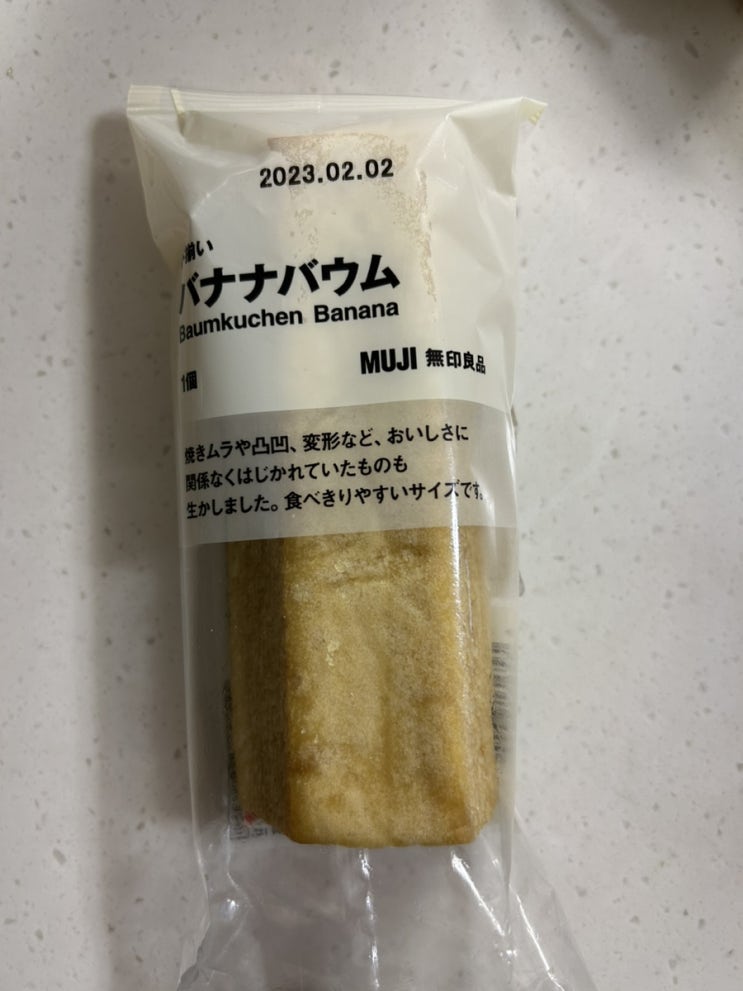 2023.02.02
揃い
バナナバウム
Baumkuchen Banana
1個
MUJI 無印良品
焼きムラや凸凹、変形など、おいしさに
関係なくはじかれていたものも
生かしました。食べきりやすいサイズです。